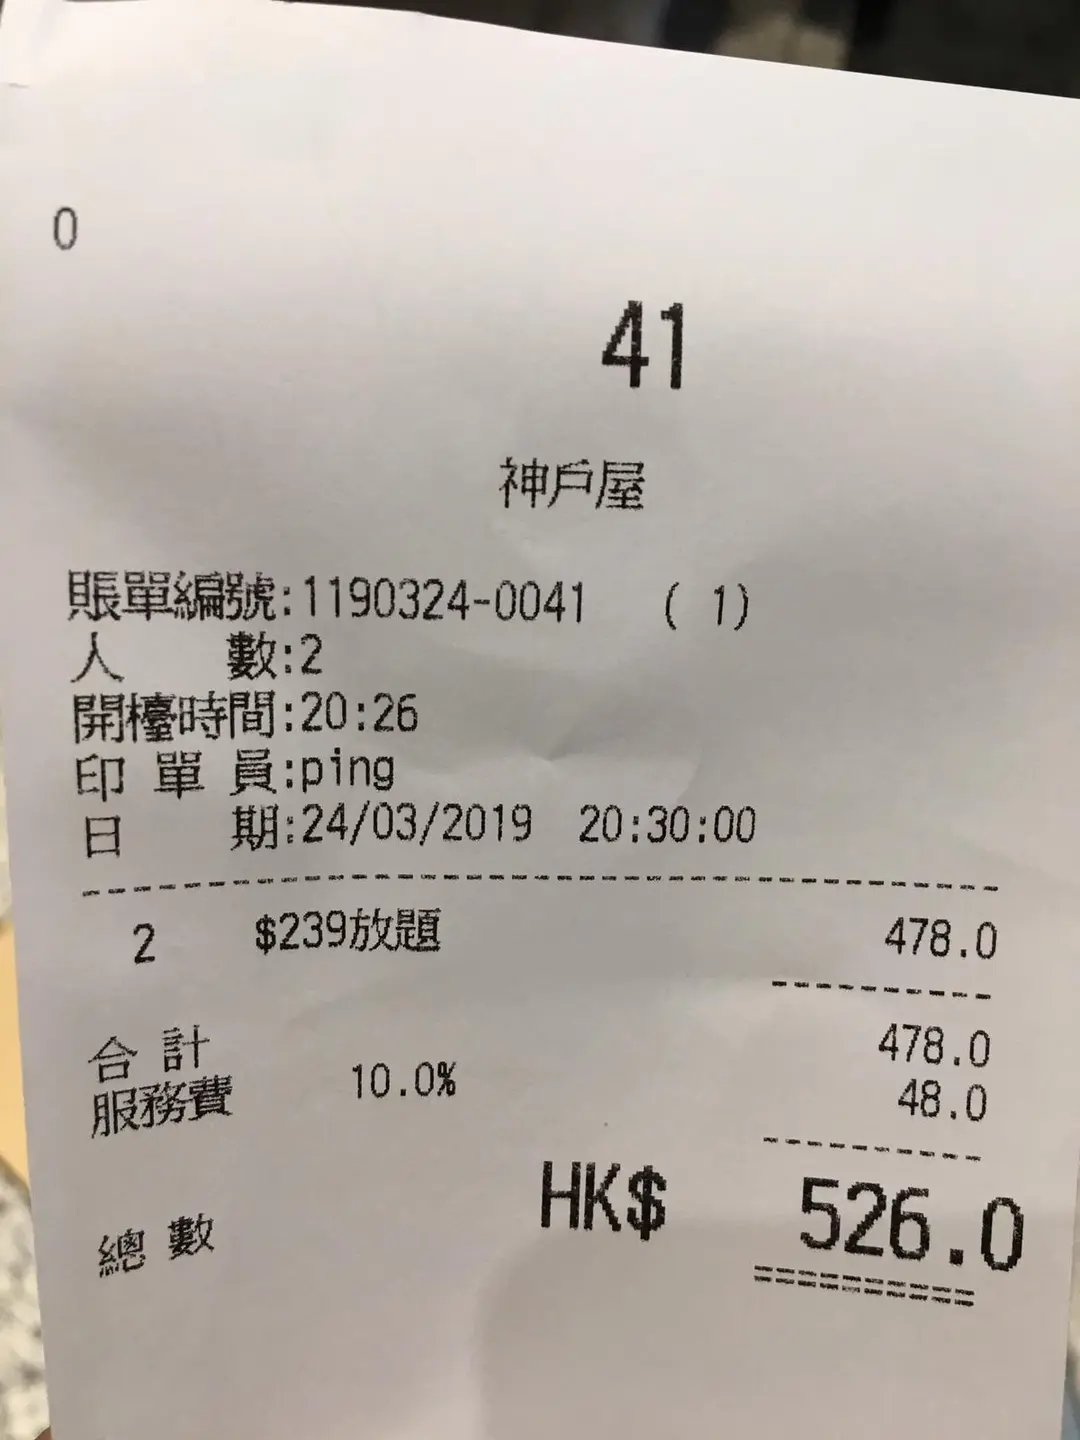 0
41
神戶屋
賬單編號:1190324-0041 ( 1)
人 數:2
開檯時間:20:26
印 單 員:ping
日 期:24/03/2019 20:30:00
2 $239放題 478.0
合 計 478.0
服務費 10.0% 48.0
總 數 HK$ 526.0